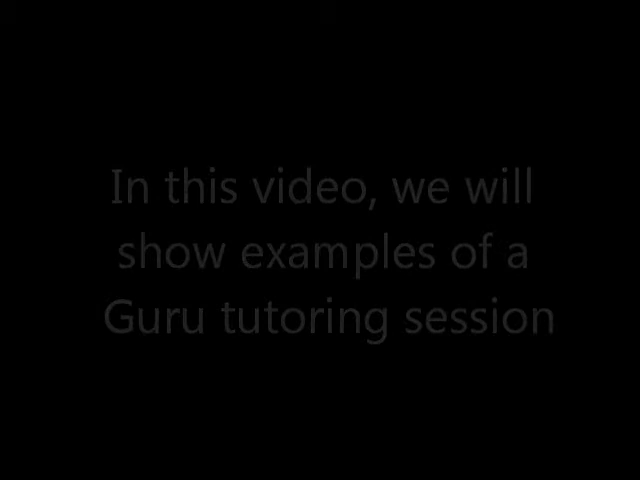 In this video, we will
show examples of a
Guru tutoring session